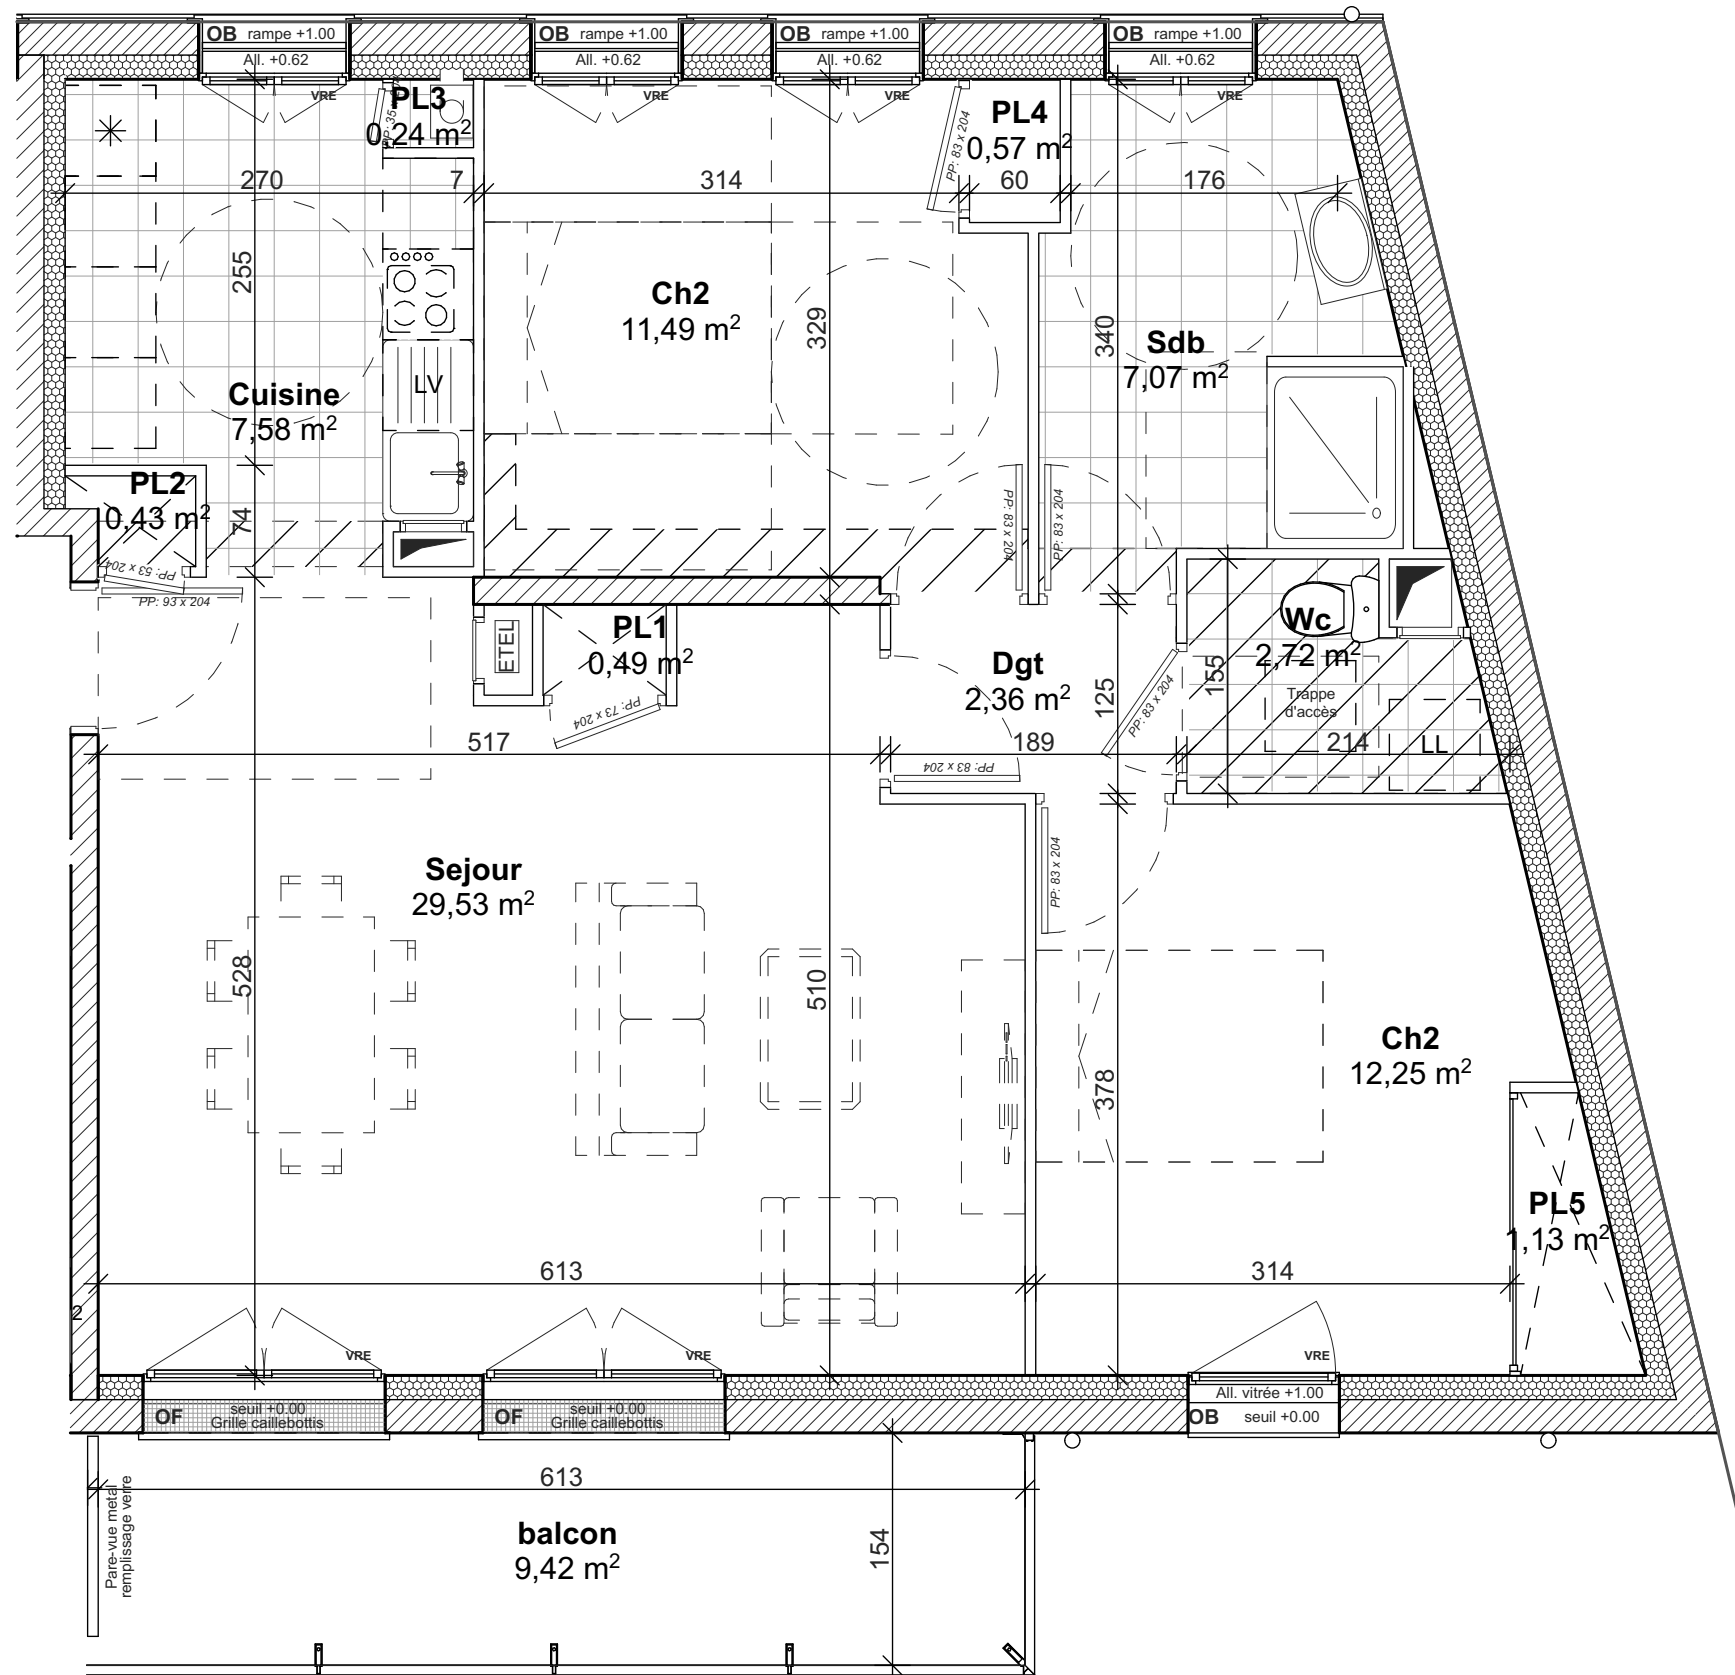 OB rampe +1.00
All. +0.62
VRE
OB rampe +1.00
All. +0.62
OB rampe +1.00
All. +0.62
VRE
OB rampe +1.00
All. +0.62
VRE
PL3
0,24 m²
PP: 35
PL4
0,57 m²
PP: 83 x 204
270
7
314
60
176
255
329
340
Ch2
11,49 m²
Sdb
7,07 m²
Cuisine
7,58 m²
LV
PL2
0,43 m²
74
PP: 53 x 204
PP: 93 x 204
PP: 83 x 204
PP: 83 x 204
ETEL
PL1
0,49 m²
PP: 73 x 204
Dgt
2,36 m²
125
PP: 83 x 204
Wc
2,72 m²
155
Trappe
d'accès
LL
517
189
214
PP: 83 x 204
PP: 83 x 204
Sejour
29,53 m²
528
510
378
Ch2
12,25 m²
PL5
1,13 m²
613
314
2
VRE
VRE
VRE
OF seuil +0.00
Grille caillebottis
OF seuil +0.00
Grille caillebottis
All. vitrée +1.00
OB seuil +0.00
613
Pare-vue metal
remplissage verre
balcon
9,42 m²
154